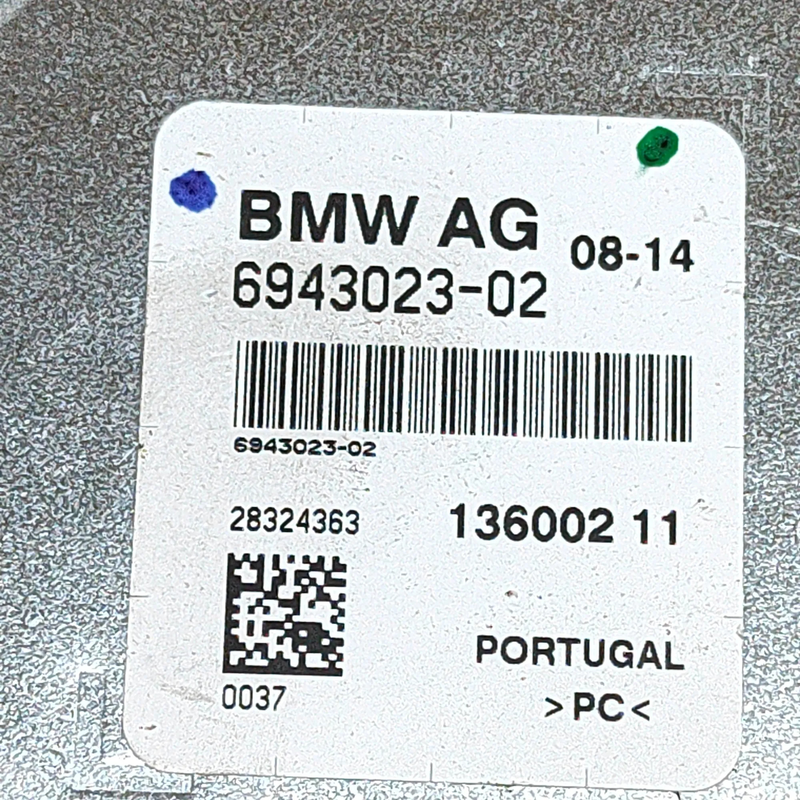 BMW AG 08-14
6943023-02
6943023-02
28324363 136002 11
PORTUGAL
0037 >PC<